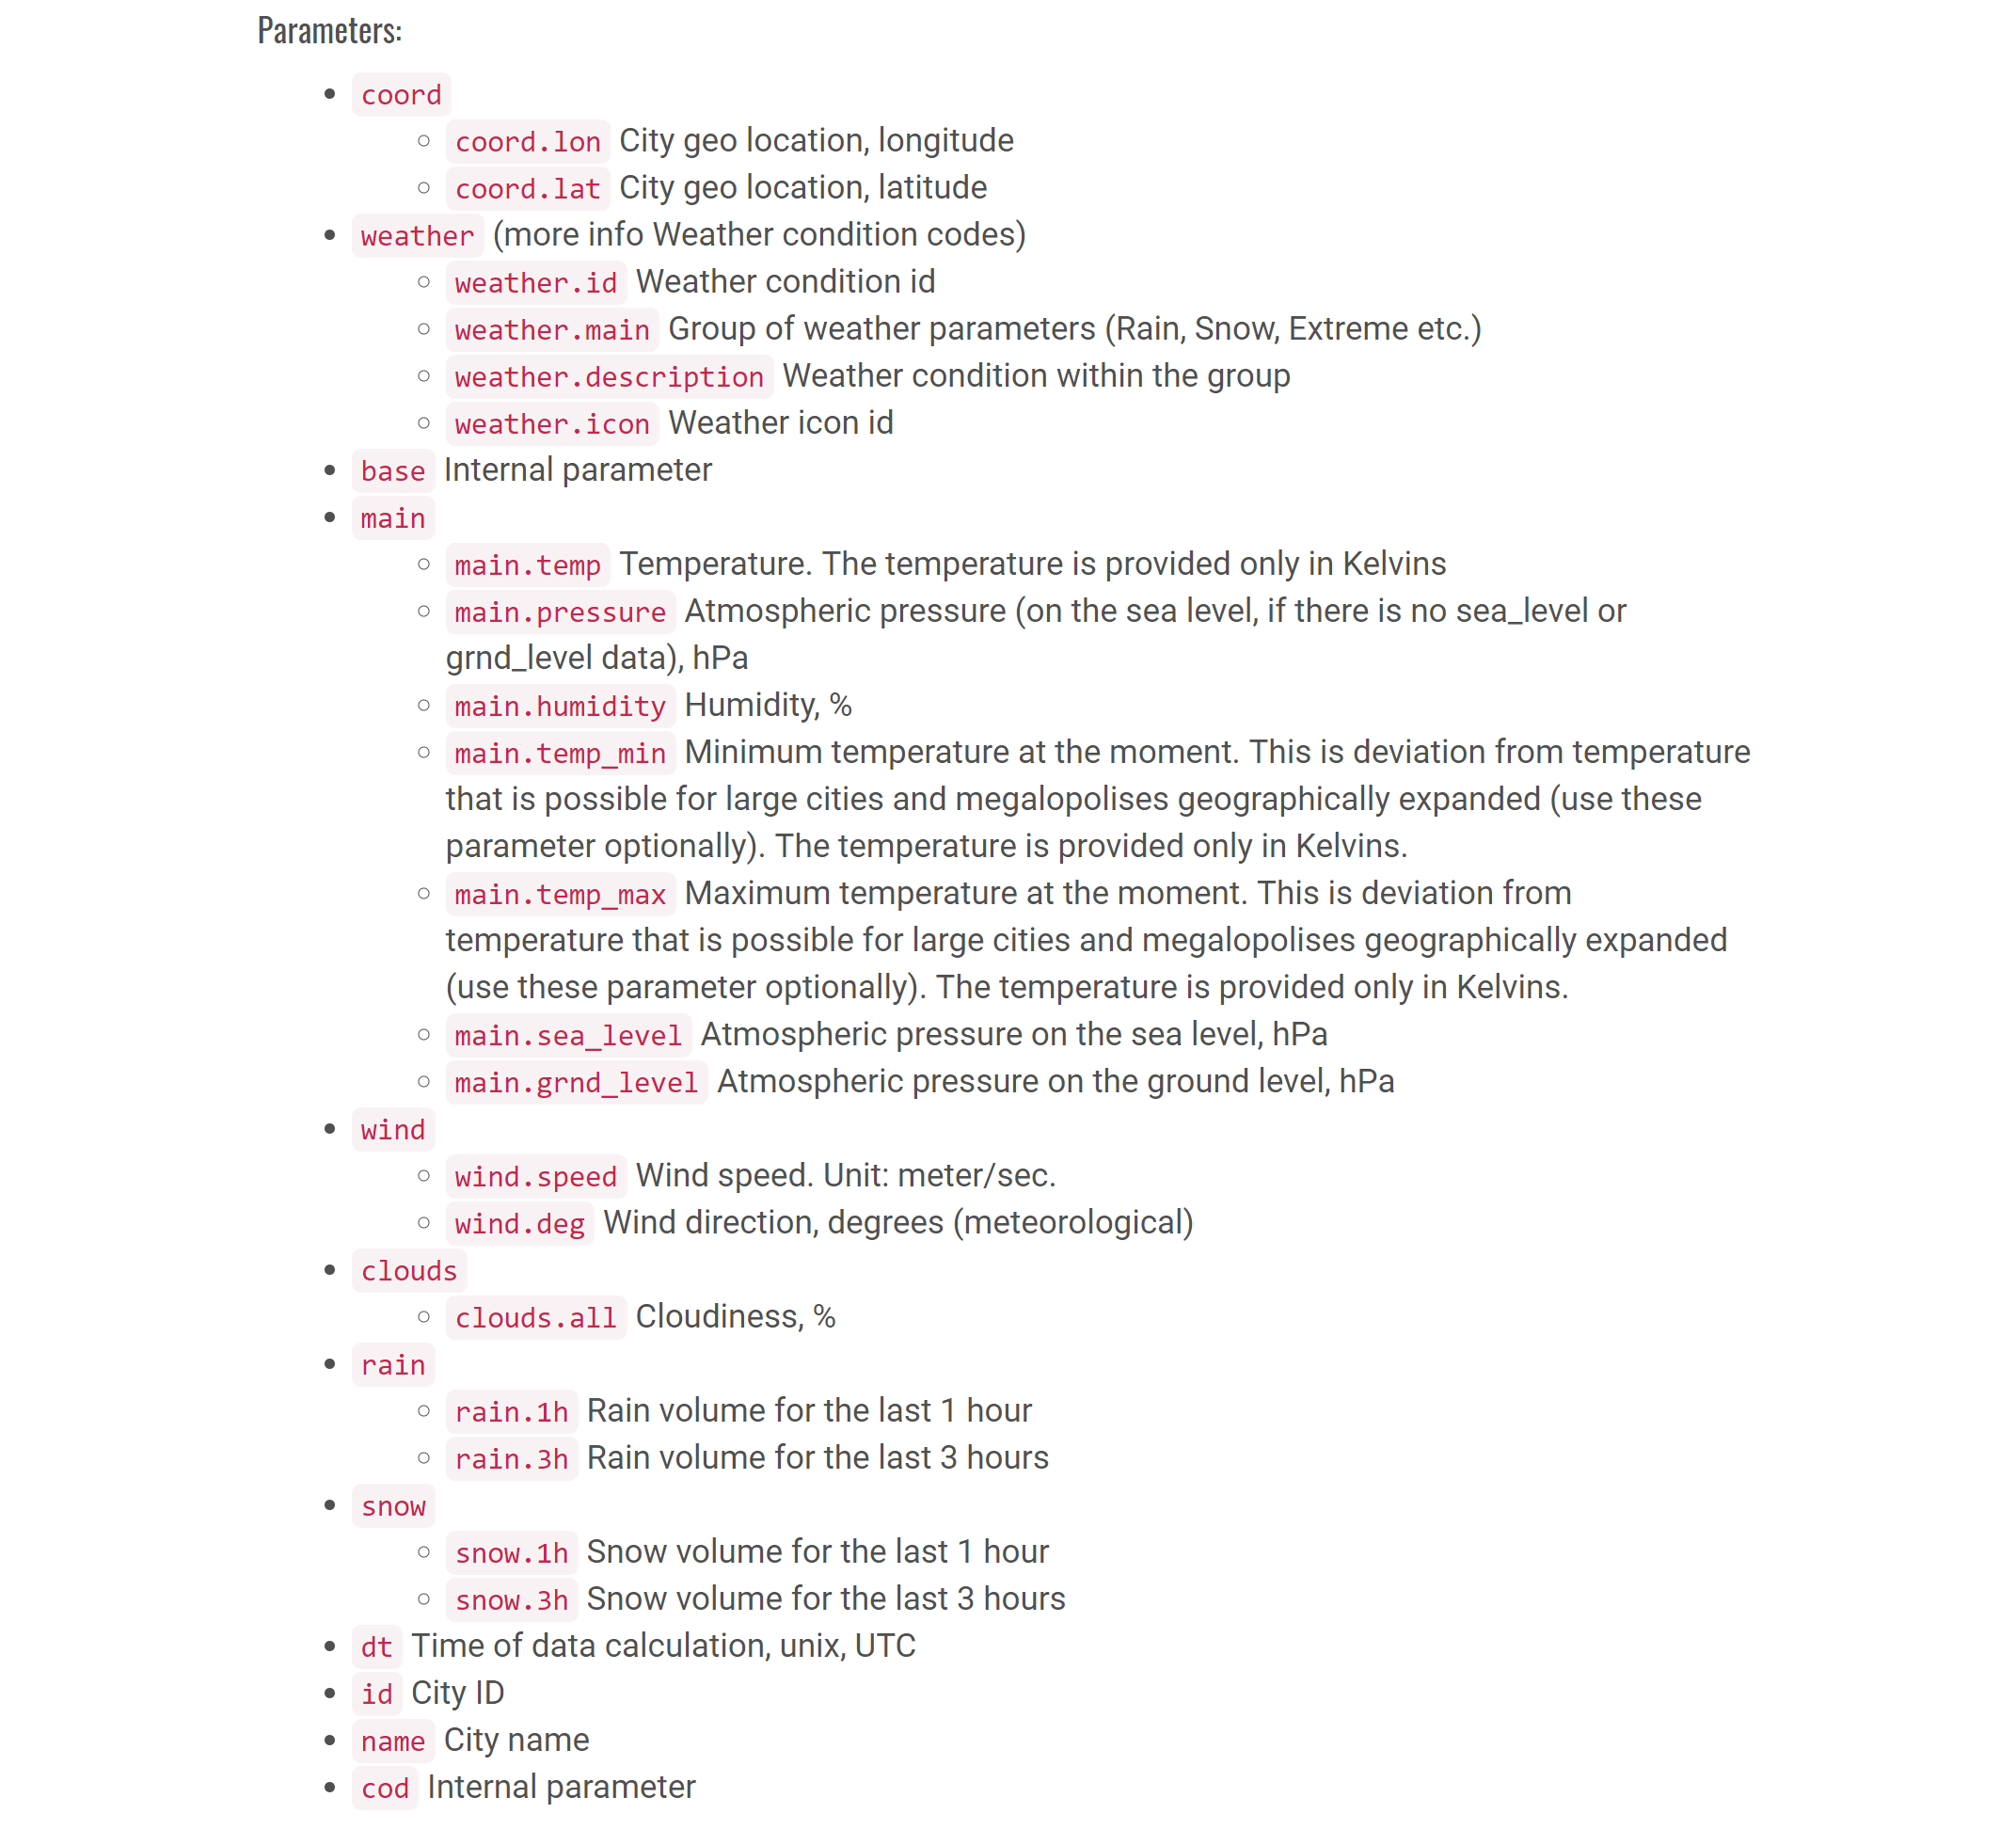 Parameters:
coord
coord.lon City geo location, longitude
coord.lat City geo location, latitude
weather (more info Weather condition codes)
weather.id Weather condition id
weather.main Group of weather parameters (Rain, Snow, Extreme etc.)
weather.description Weather condition within the group
weather.icon Weather icon id
base Internal parameter
main
main.temp Temperature. The temperature is provided only in Kelvins
main.pressure Atmospheric pressure (on the sea level, if there is no sea_level or
grnd_level data), hPa
main.humidity Humidity, %
main.temp_min Minimum temperature at the moment. This is deviation from temperature
that is possible for large cities and megalopolises geographically expanded (use these
parameter optionally). The temperature is provided only in Kelvins.
main.temp_max Maximum temperature at the moment. This is deviation from
temperature that is possible for large cities and megalopolises geographically expanded
(use these parameter optionally). The temperature is provided only in Kelvins.
main.sea_level Atmospheric pressure on the sea level, hPa
main.grnd_level Atmospheric pressure on the ground level, hPa
wind
wind.speed Wind speed. Unit: meter/sec.
wind.deg Wind direction, degrees (meteorological)
clouds
clouds.all Cloudiness, %
rain
rain.1h Rain volume for the last 1 hour
rain.3h Rain volume for the last 3 hours
snow
snow.1h Snow volume for the last 1 hour
snow.3h Snow volume for the last 3 hours
dt Time of data calculation, unix, UTC
id City ID
name City name
cod Internal parameter